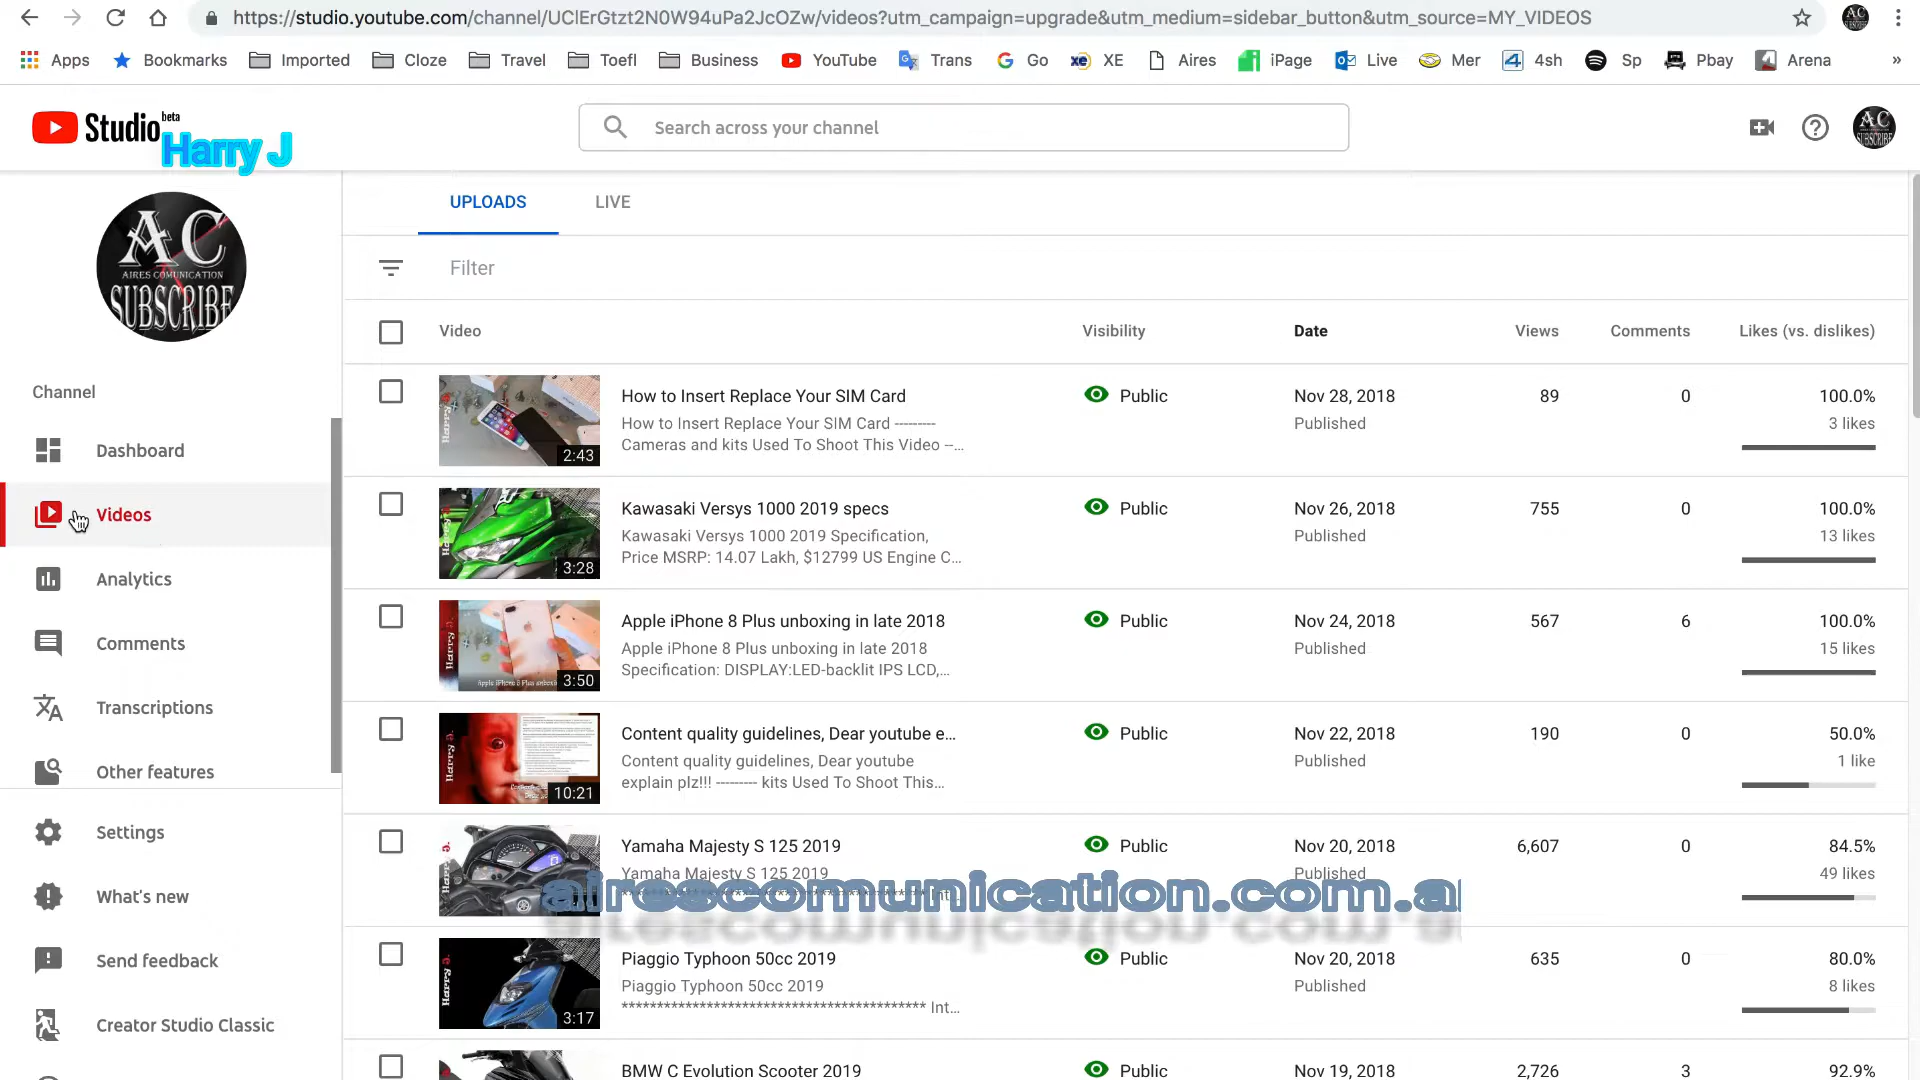 https://studio.youtube.com/channel/UClErGtzt2N0W94uPa2JcOZw/videos?utm_campaign=upgrade&utm_medium=sidebar_button&utm_source=MY_VIDEOS
Apps Bookmarks Imported Cloze Travel Toefl Business YouTube Trans Go XE Aires iPage Live Mer 4sh Sp Pbay Arena »
Studio beta
Harry J
Search across your channel
AC
SUBSCRIBE
AC
AIRES COMUNICATION
SUBSCRIBE
UPLOADS LIVE
Filter
Video Visibility Date Views Comments Likes (vs. dislikes)
Channel
Dashboard
Videos
Analytics
Comments
Transcriptions
Other features
Settings
What's new
Send feedback
Creator Studio Classic
How to Insert Replace Your SIM Card Public Nov 28, 2018 89 0 100.0%
How to Insert Replace Your SIM Card --------- Published 3 likes
Cameras and kits Used To Shoot This Video --...
2:43
Kawasaki Versys 1000 2019 specs Public Nov 26, 2018 755 0 100.0%
Kawasaki Versys 1000 2019 Specification, Published 13 likes
Price MSRP: 14.07 Lakh, $12799 US Engine C...
3:28
Apple iPhone 8 Plus unboxing in late 2018 Public Nov 24, 2018 567 6 100.0%
Apple iPhone 8 Plus unboxing in late 2018 Published 15 likes
Specification: DISPLAY:LED-backlit IPS LCD,...
3:50
Content quality guidelines, Dear youtube e... Public Nov 22, 2018 190 0 50.0%
Content quality guidelines, Dear youtube Published 1 like
explain plz!!! --------- kits Used To Shoot This...
10:21
Yamaha Majesty S 125 2019 Public Nov 20, 2018 6,607 0 84.5%
Yamaha Majesty S 125 2019 Published 49 likes
airescomunication.com.a
Piaggio Typhoon 50cc 2019 Public Nov 20, 2018 635 0 80.0%
Piaggio Typhoon 50cc 2019 Published 8 likes
****************************************** Int...
3:17
BMW C Evolution Scooter 2019 Public Nov 19, 2018 2,726 3 92.9%